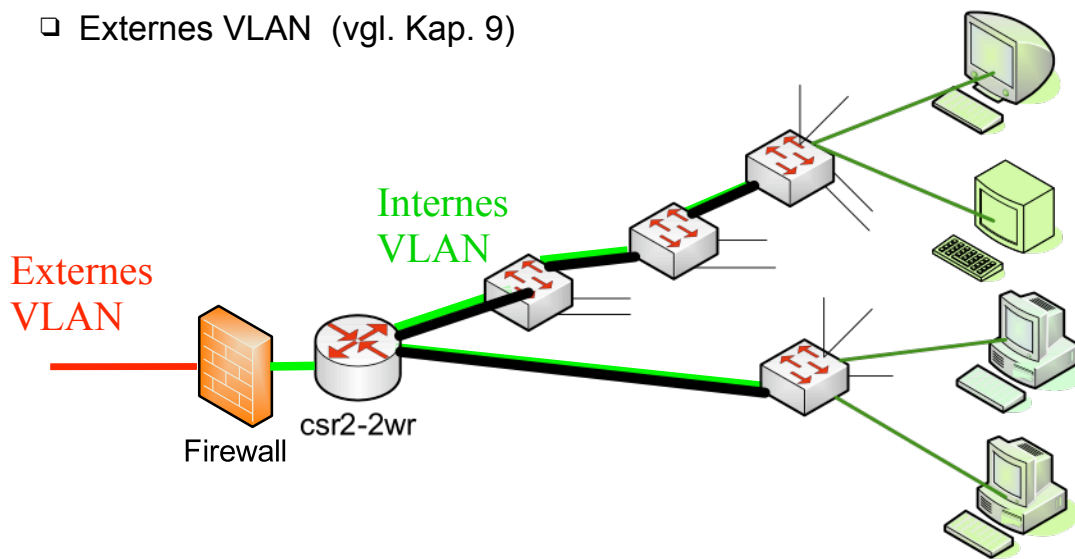 ❑ Externes VLAN (vgl. Kap. 9)
Internes
VLAN
Externes
VLAN
csr2-2wr
Firewall